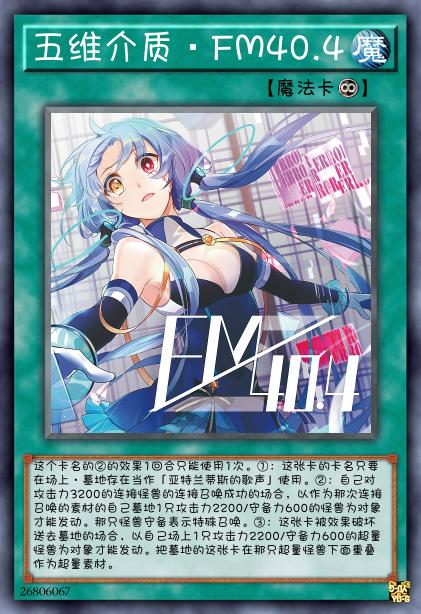 五维介质·FM40.4
魔
【魔法卡】
ERROR
FM
40.4
这个卡名的②的效果1回合只能使用1次。①：这张卡的卡名只要
在场上·墓地存在当作「亚特兰蒂斯的歌声」使用。②：自己对
攻击力3200的连接怪兽的连接召唤成功的场合，以作为那次连接
召唤的素材的自己墓地1只攻击力2200/守备力600的怪兽为对象
才能发动。那只怪兽守备表示特殊召唤。③：这张卡被效果破坏
送去墓地的场合，以自己场上1只攻击力2200/守备力600的超量
怪兽为对象才能发动。把墓地的这张卡在那只超量怪兽下面重叠
作为超量素材。
26806067